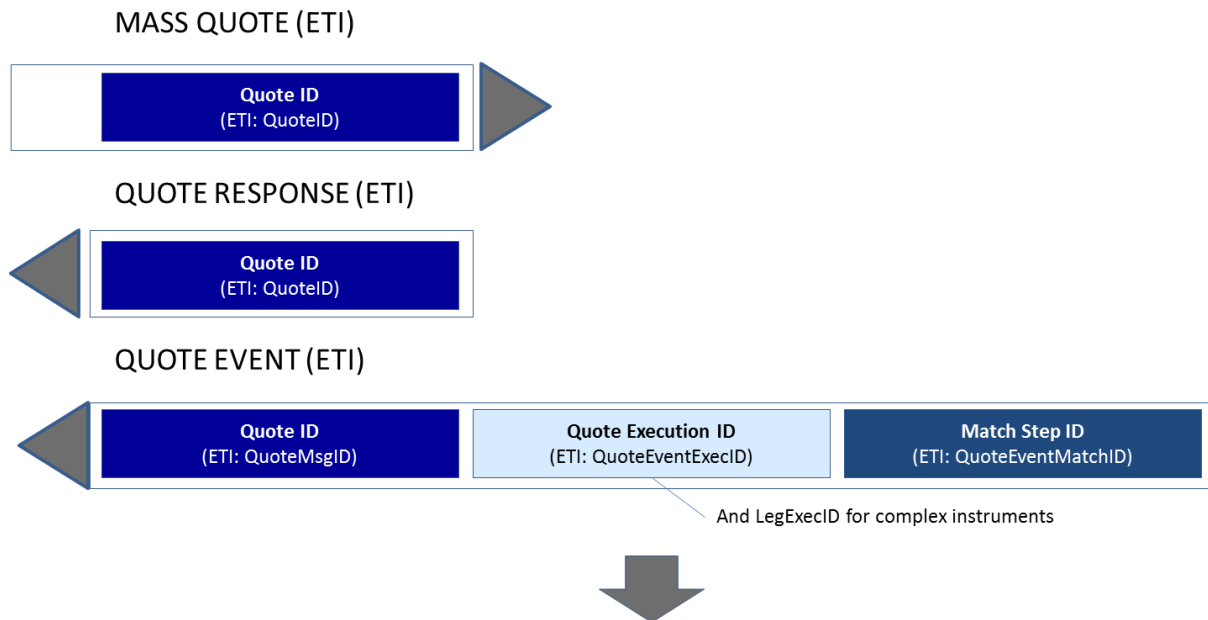 MASS QUOTE (ETI)
Quote ID
(ETI: QuoteID)
QUOTE RESPONSE (ETI)
Quote ID
(ETI: QuoteID)
QUOTE EVENT (ETI)
Quote ID
(ETI: QuoteMsgID)
Quote Execution ID
(ETI: QuoteEventExecID)
Match Step ID
(ETI: QuoteEventMatchID)
And LegExecID for complex instruments